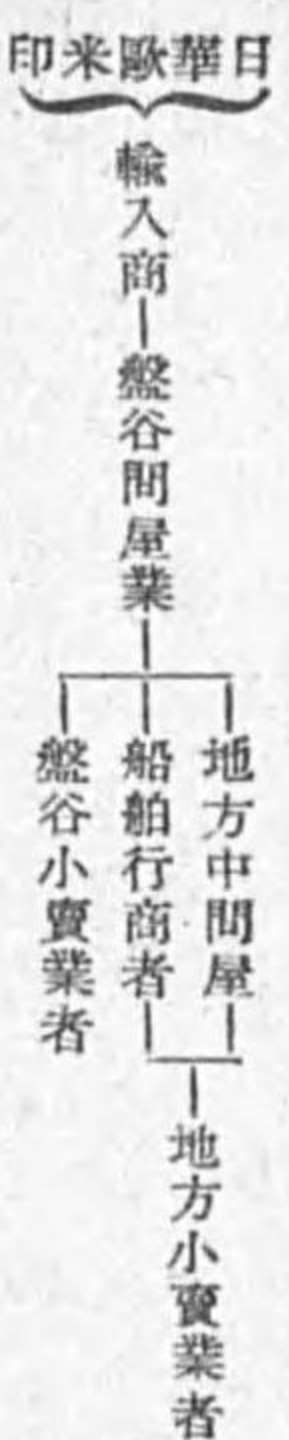 日華歐米印
輸入商
盤谷問屋業
地方中問屋
船舶行商者
盤谷小賣業者
地方小賣業者